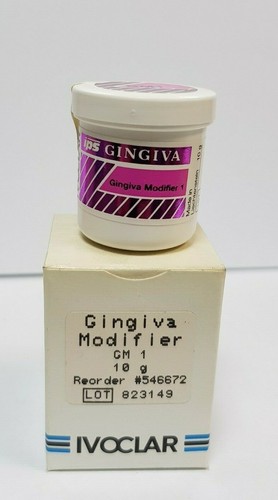 ips GINGIVA
Gingiva Modifier 1
Made in
10 g
Gingiva
Modifier
GM 1
10 g
Reorder #546672
LOT 823149
IVOCLAR